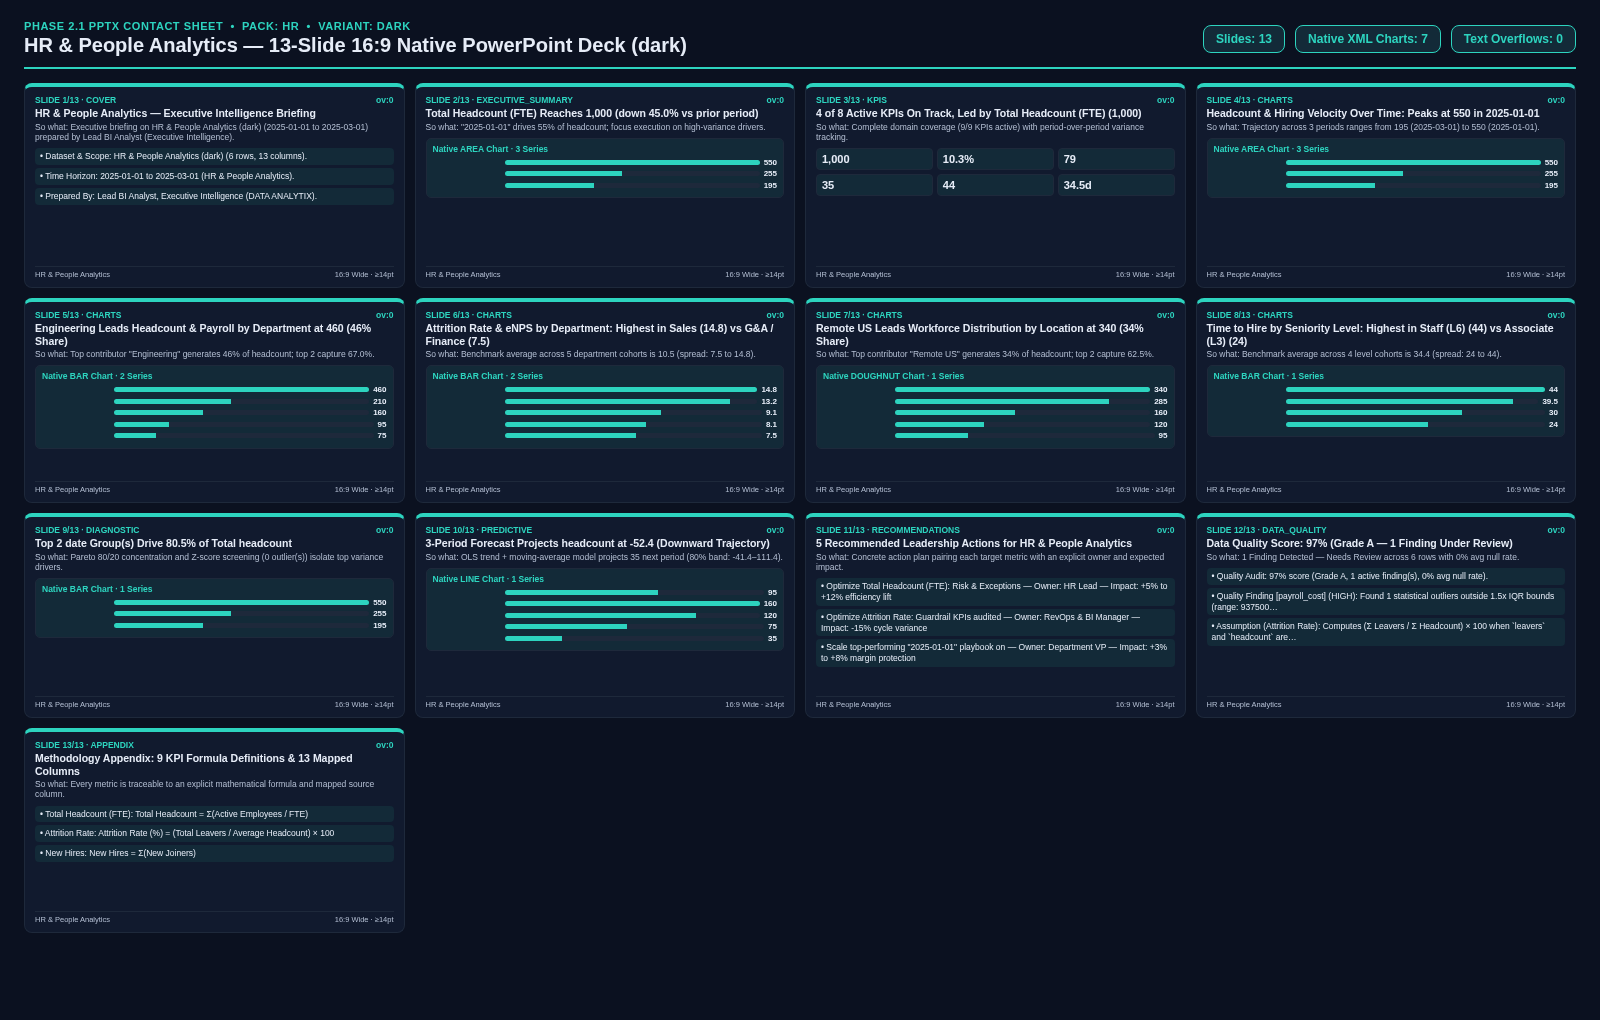 PHASE 2.1 PPTX CONTACT SHEET • PACK: HR • VARIANT: DARK
HR & People Analytics — 13-Slide 16:9 Native PowerPoint Deck (dark)
Slides: 13
Native XML Charts: 7
Text Overflows: 0
SLIDE 1/13 · COVER
ov:0
HR & People Analytics — Executive Intelligence Briefing
So what: Executive briefing on HR & People Analytics (dark) (2025-01-01 to 2025-03-01)
prepared by Lead BI Analyst (Executive Intelligence).
• Dataset & Scope: HR & People Analytics (dark) (6 rows, 13 columns).
• Time Horizon: 2025-01-01 to 2025-03-01 (HR & People Analytics).
• Prepared By: Lead BI Analyst, Executive Intelligence (DATA ANALYTIX).
HR & People Analytics
16:9 Wide · ≥14pt
SLIDE 2/13 · EXECUTIVE_SUMMARY
ov:0
Total Headcount (FTE) Reaches 1,000 (down 45.0% vs prior period)
So what: "2025-01-01" drives 55% of headcount; focus execution on high-variance drivers.
Native AREA Chart · 3 Series
550
255
195
HR & People Analytics
16:9 Wide · ≥14pt
SLIDE 3/13 · KPIS
ov:0
4 of 8 Active KPIs On Track, Led by Total Headcount (FTE) (1,000)
So what: Complete domain coverage (9/9 KPIs active) with period-over-period variance
tracking.
1,000
10.3%
79
35
44
34.5d
HR & People Analytics
16:9 Wide · ≥14pt
SLIDE 4/13 · CHARTS
ov:0
Headcount & Hiring Velocity Over Time: Peaks at 550 in 2025-01-01
So what: Trajectory across 3 periods ranges from 195 (2025-03-01) to 550 (2025-01-01).
Native AREA Chart · 3 Series
550
255
195
HR & People Analytics
16:9 Wide · ≥14pt
SLIDE 5/13 · CHARTS
ov:0
Engineering Leads Headcount & Payroll by Department at 460 (46%
Share)
So what: Top contributor "Engineering" generates 46% of headcount; top 2 capture 67.0%.
Native BAR Chart · 2 Series
460
210
160
95
75
HR & People Analytics
16:9 Wide · ≥14pt
SLIDE 6/13 · CHARTS
ov:0
Attrition Rate & eNPS by Department: Highest in Sales (14.8) vs G&A /
Finance (7.5)
So what: Benchmark average across 5 department cohorts is 10.5 (spread: 7.5 to 14.8).
Native BAR Chart · 2 Series
14.8
13.2
9.1
8.1
7.5
HR & People Analytics
16:9 Wide · ≥14pt
SLIDE 7/13 · CHARTS
ov:0
Remote US Leads Workforce Distribution by Location at 340 (34%
Share)
So what: Top contributor "Remote US" generates 34% of headcount; top 2 capture 62.5%.
Native DOUGHNUT Chart · 1 Series
340
285
160
120
95
HR & People Analytics
16:9 Wide · ≥14pt
SLIDE 8/13 · CHARTS
ov:0
Time to Hire by Seniority Level: Highest in Staff (L6) (44) vs Associate
(L3) (24)
So what: Benchmark average across 4 level cohorts is 34.4 (spread: 24 to 44).
Native BAR Chart · 1 Series
44
39.5
30
24
HR & People Analytics
16:9 Wide · ≥14pt
SLIDE 9/13 · DIAGNOSTIC
ov:0
Top 2 date Group(s) Drive 80.5% of Total headcount
So what: Pareto 80/20 concentration and Z-score screening (0 outlier(s)) isolate top variance
drivers.
Native BAR Chart · 1 Series
550
255
195
HR & People Analytics
16:9 Wide · ≥14pt
SLIDE 10/13 · PREDICTIVE
ov:0
3-Period Forecast Projects headcount at -52.4 (Downward Trajectory)
So what: OLS trend + moving-average model projects 35 next period (80% band: -41.4–111.4).
Native LINE Chart · 1 Series
95
160
120
75
35
HR & People Analytics
16:9 Wide · ≥14pt
SLIDE 11/13 · RECOMMENDATIONS
ov:0
5 Recommended Leadership Actions for HR & People Analytics
So what: Concrete action plan pairing each target metric with an explicit owner and expected
impact.
• Optimize Total Headcount (FTE): Risk & Exceptions — Owner: HR Lead — Impact: +5% to
+12% efficiency lift
• Optimize Attrition Rate: Guardrail KPIs audited — Owner: RevOps & BI Manager —
Impact: -15% cycle variance
• Scale top-performing "2025-01-01" playbook on — Owner: Department VP — Impact: +3%
to +8% margin protection
HR & People Analytics
16:9 Wide · ≥14pt
SLIDE 12/13 · DATA_QUALITY
ov:0
Data Quality Score: 97% (Grade A — 1 Finding Under Review)
So what: 1 Finding Detected — Needs Review across 6 rows with 0% avg null rate.
• Quality Audit: 97% score (Grade A, 1 active finding(s), 0% avg null rate).
• Quality Finding [payroll_cost] (HIGH): Found 1 statistical outliers outside 1.5x IQR bounds
(range: 937500…
• Assumption (Attrition Rate): Computes (Σ Leavers / Σ Headcount) × 100 when `leavers`
and `headcount` are…
HR & People Analytics
16:9 Wide · ≥14pt
SLIDE 13/13 · APPENDIX
ov:0
Methodology Appendix: 9 KPI Formula Definitions & 13 Mapped
Columns
So what: Every metric is traceable to an explicit mathematical formula and mapped source
column.
• Total Headcount (FTE): Total Headcount = Σ(Active Employees / FTE)
• Attrition Rate: Attrition Rate (%) = (Total Leavers / Average Headcount) × 100
• New Hires: New Hires = Σ(New Joiners)
HR & People Analytics
16:9 Wide · ≥14pt